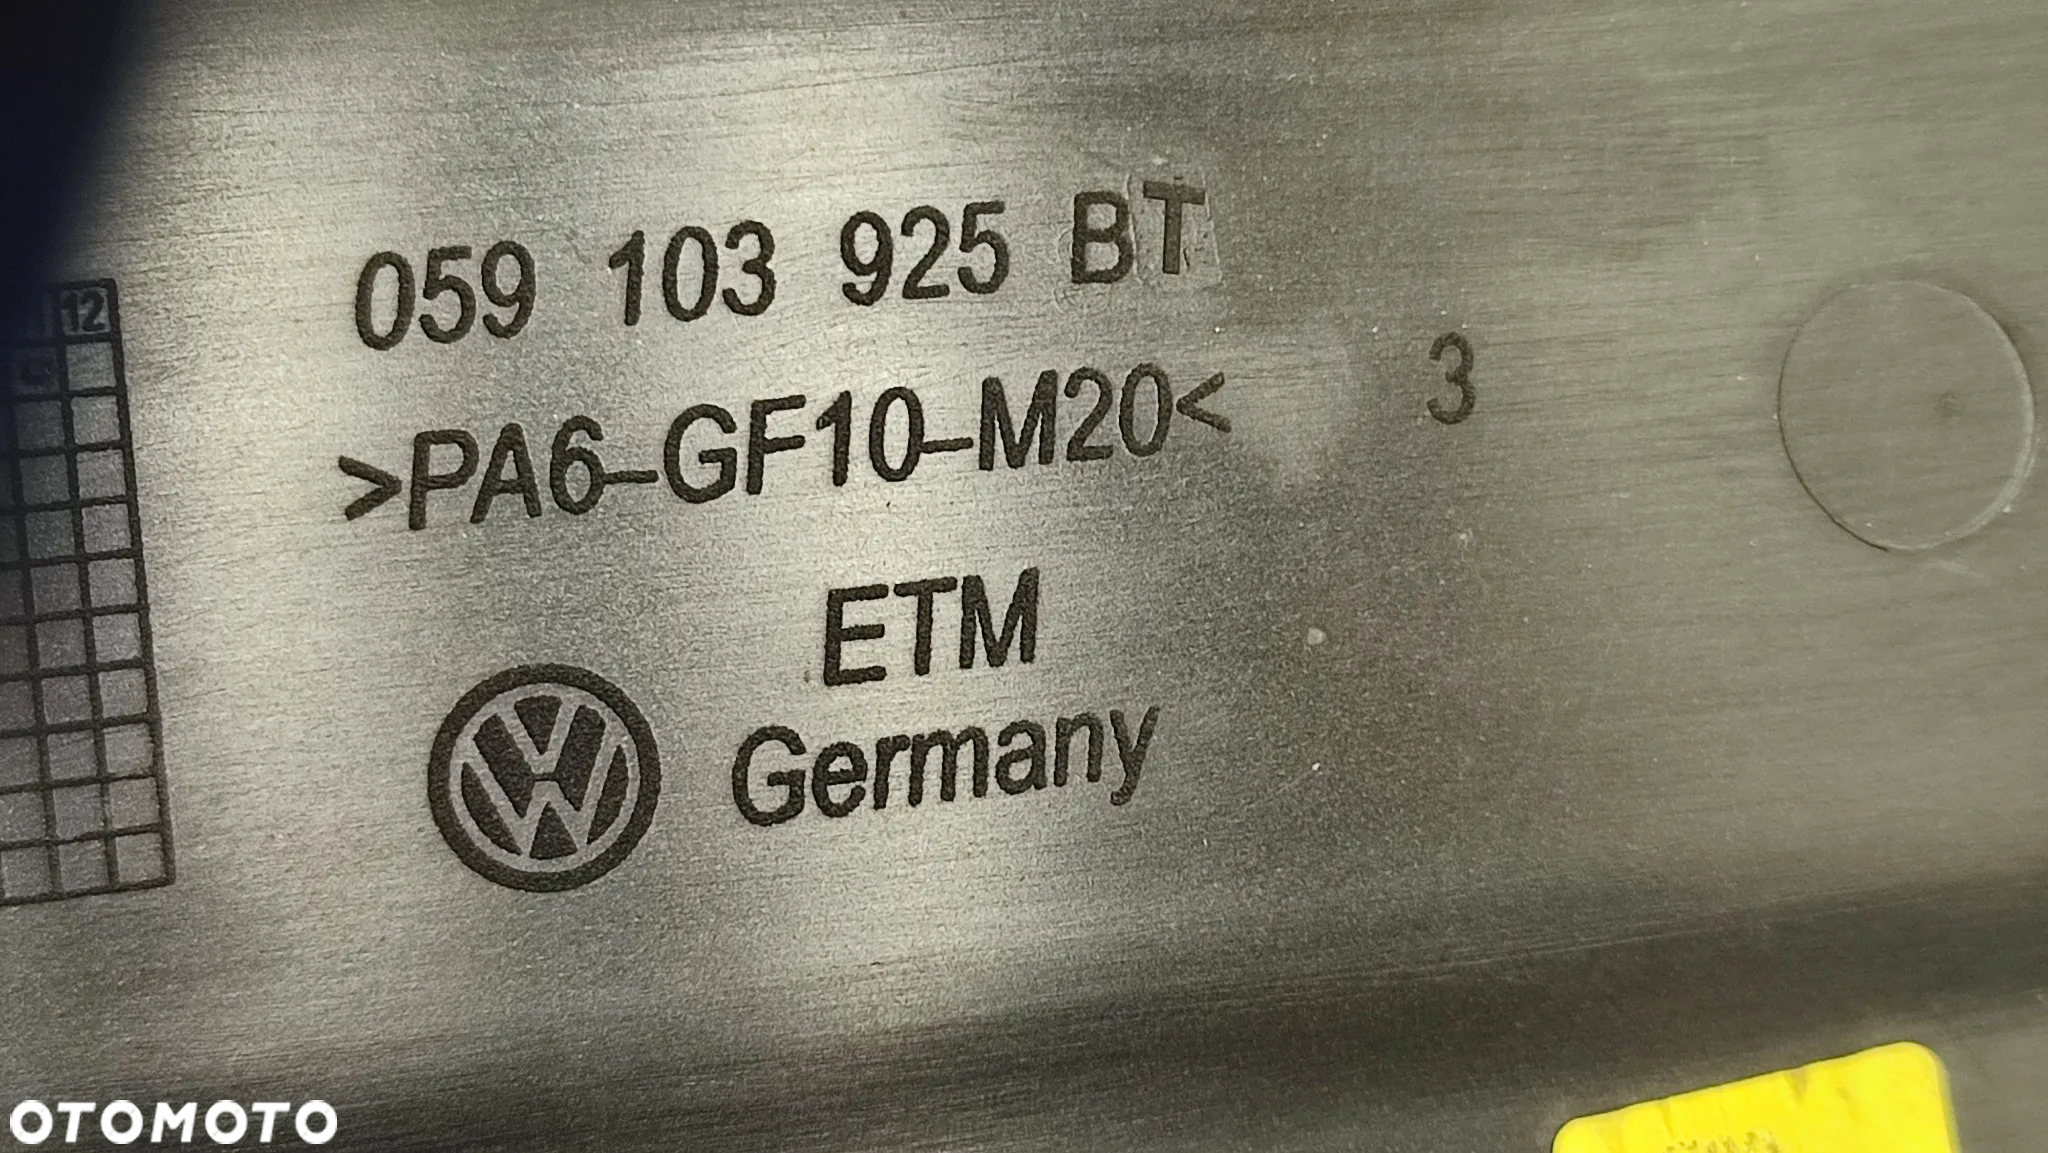 12
059 103 925 BT
>PA6-GF10-M20< 3
ETM
Germany
OTOMOTO